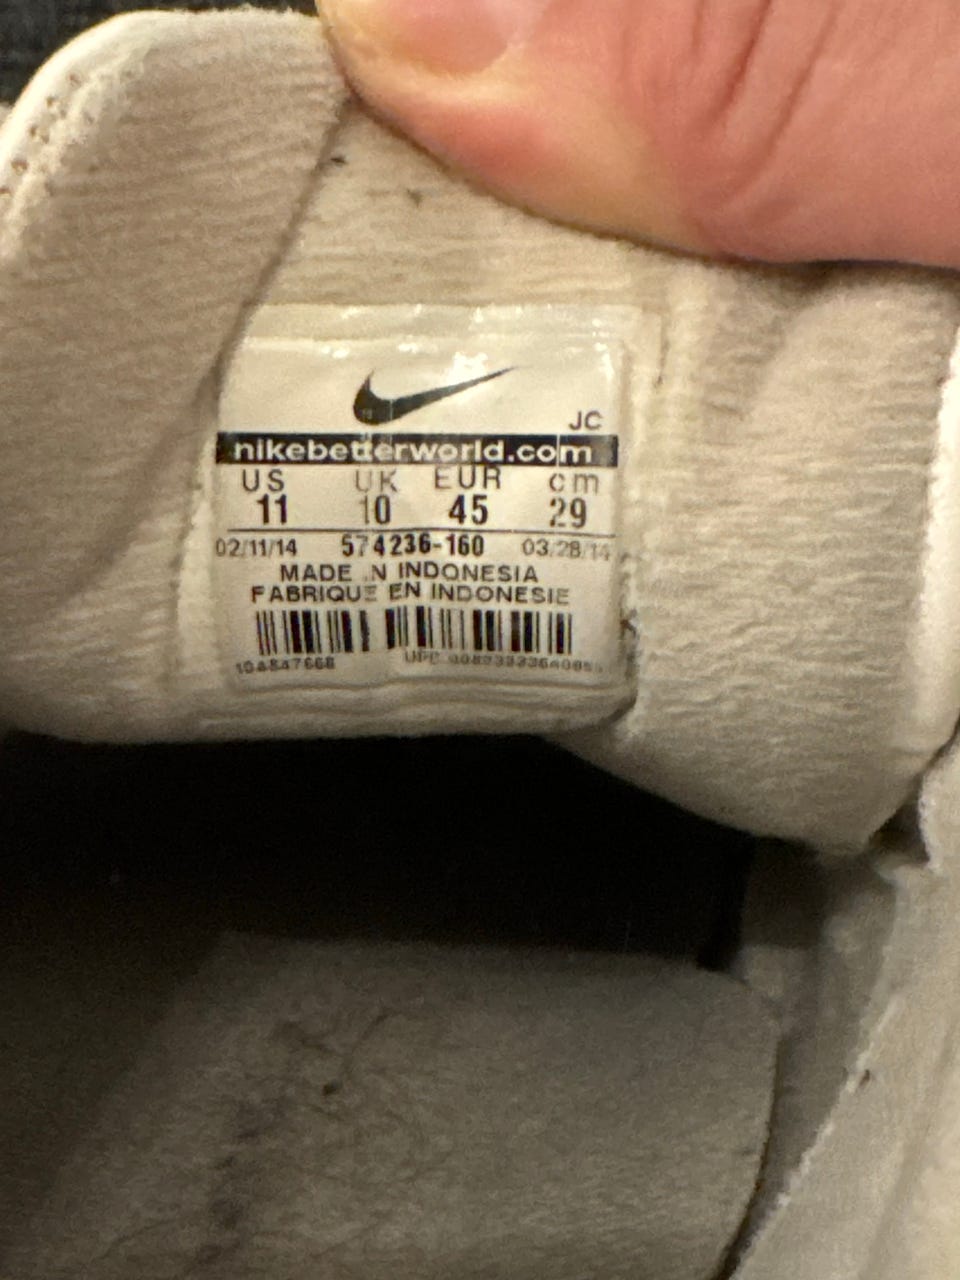 JC
nikebetterworld.com
US UK EUR cm
11 10 45 29
02/11/14 574236-160 03/28/14
MADE IN INDONESIA
FABRIQUE EN INDONESIE
UPC